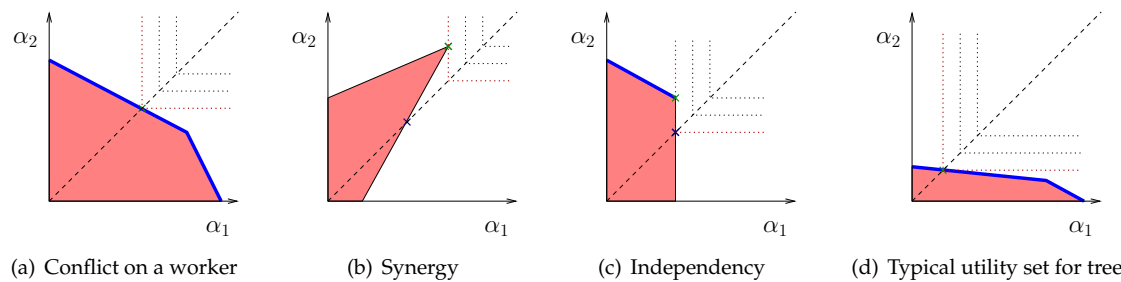 α₂ α₂ α₂ α₂
α₁ α₁ α₁ α₁
(a) Conflict on a worker (b) Synergy (c) Independency (d) Typical utility set for tree